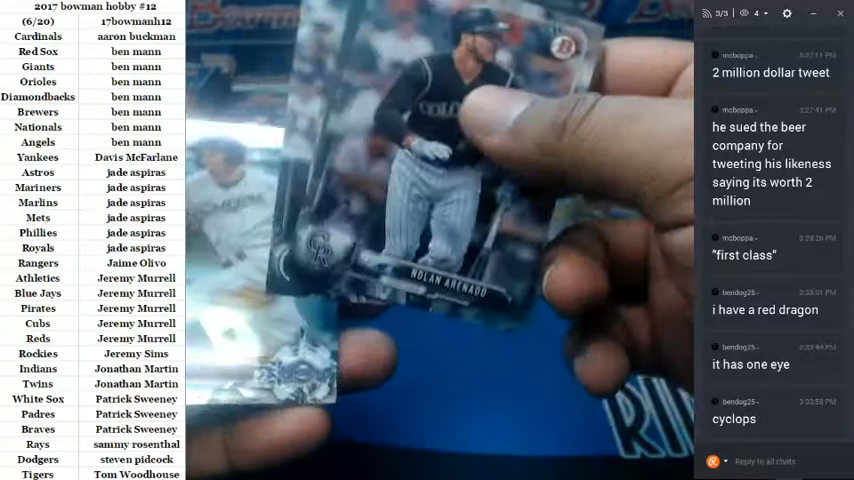 2017 bowman hobby #12
(6/20) 17bowmanh12
Cardinals aaron buckman
Red Sox ben mann
Giants ben mann
Orioles ben mann
Diamondbacks ben mann
Brewers ben mann
Nationals ben mann
Angels ben mann
Yankees Davis McFarlane
Astros jade aspiras
Mariners jade aspiras
Marlins jade aspiras
Mets jade aspiras
Phillies jade aspiras
Royals jade aspiras
Rangers Jaime Olivo
Athletics Jeremy Murrell
Blue Jays Jeremy Murrell
Pirates Jeremy Murrell
Cubs Jeremy Murrell
Reds Jeremy Murrell
Rockies Jeremy Sims
Indians Jonathan Martin
Twins Jonathan Martin
White Sox Patrick Sweeney
Padres Patrick Sweeney
Braves Patrick Sweeney
Rays sammy rosenthal
Dodgers steven pidcock
Tigers Tom Woodhouse
NOLAN ARENADO
3/3 4
2 million dollar tweet
he sued the beer
company for
tweeting his likeness
saying its worth 2
million
"first class"
bendog25-
i have a red dragon
bendog25-
it has one eye
bendog25-
cyclops
Reply to all chats